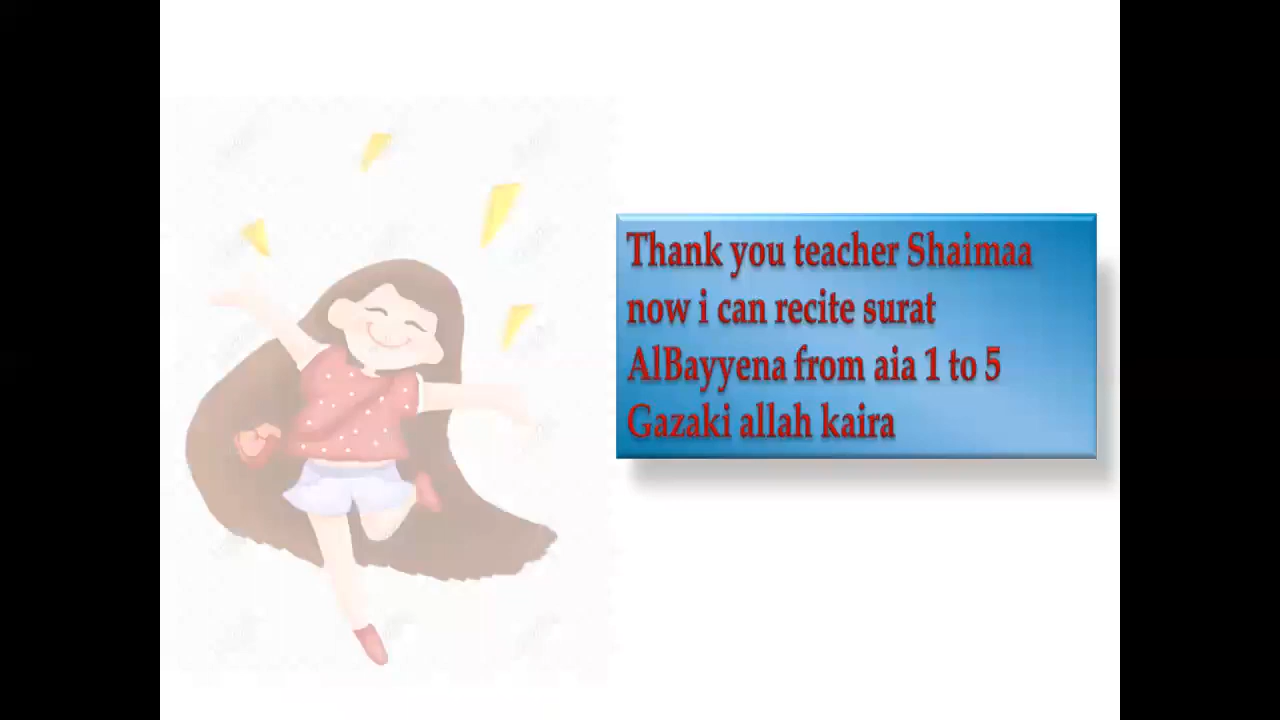 Thank you teacher Shaimaa
now i can recite surat
AlBayyena from aia 1 to 5
Gazaki allah kaira